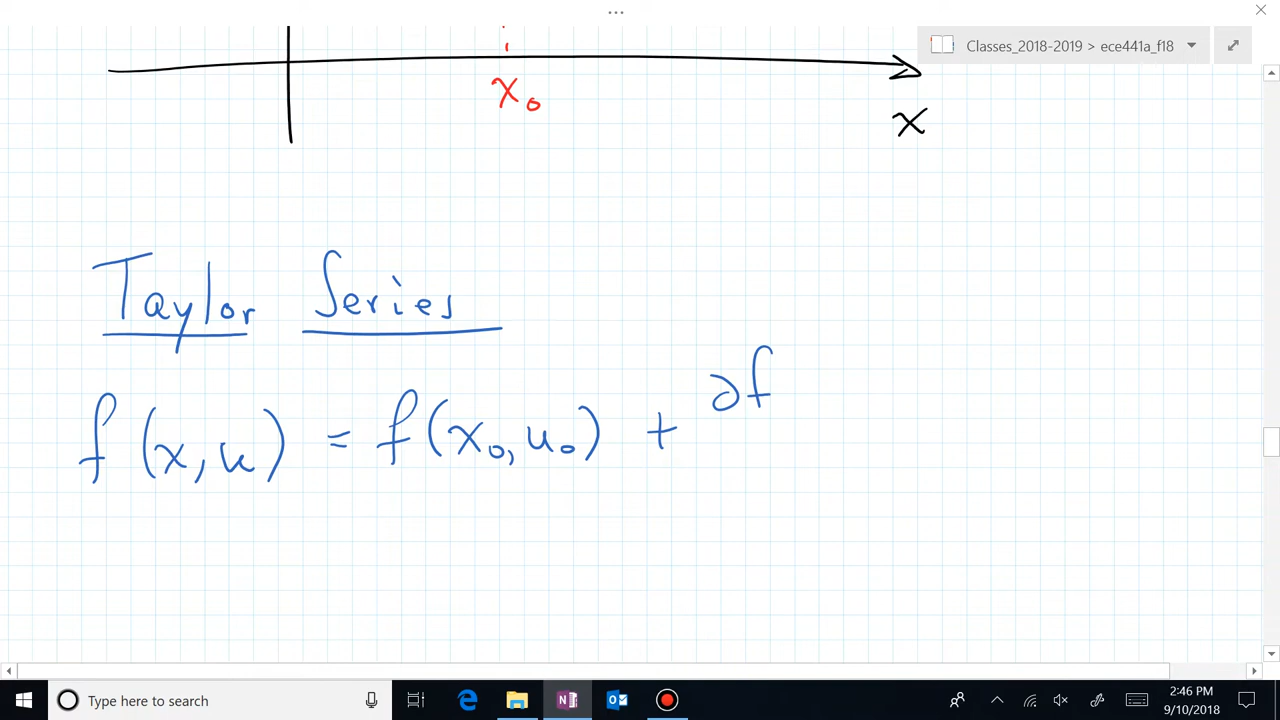 ...
Classes_2018-2019 > ece441a_f18
x₀
x
Taylor Series
f(x,u) = f(x₀,u₀) + ∂f
Type here to search
2:46 PM
9/10/2018